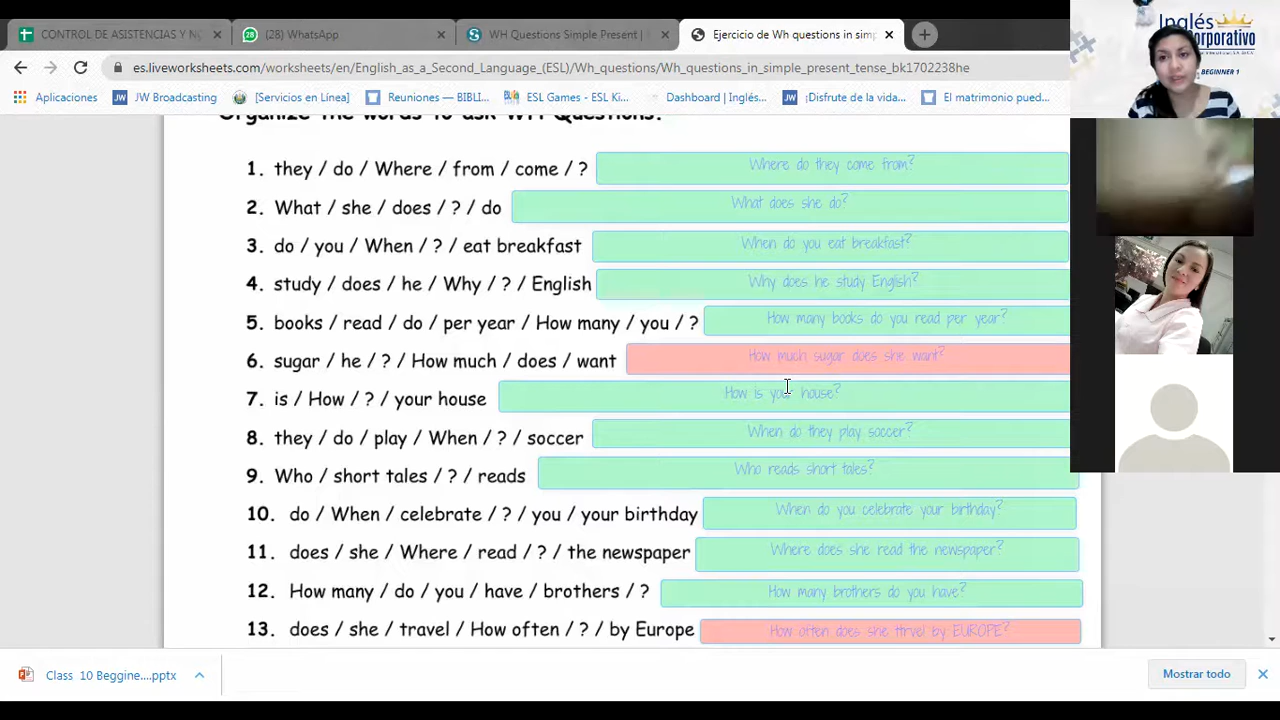 CONTROL DE ASISTENCIAS Y N
(28) WhatsApp
WH Questions Simple Present |
Ejercicio de Wh questions in simp
Inglés
Corporativo
BEGINNER 1
es.liveworksheets.com/worksheets/en/English_as_a_Second_Language_(ESL)/Wh_questions/Wh_questions_in_simple_present_tense_bk1702238he
Aplicaciones
JW Broadcasting
[Servicios en Línea]
Reuniones — BIBLI...
ESL Games - ESL Ki...
Dashboard | Inglés...
¡Disfrute de la vida...
El matrimonio pued...
Organize the words to ask WH Questions.
1. they / do / Where / from / come / ? Where do they come from?
2. What / she / does / ? / do What does she do?
3. do / you / When / ? / eat breakfast When do you eat breakfast?
4. study / does / he / Why / ? / English Why does he study English?
5. books / read / do / per year / How many / you / ? How many books do you read per year?
6. sugar / he / ? / How much / does / want How much sugar does she want?
7. is / How / ? / your house How is your house?
8. they / do / play / When / ? / soccer When do they play soccer?
9. Who / short tales / ? / reads Who reads short tales?
10. do / When / celebrate / ? / you / your birthday When do you celebrate your birthday?
11. does / she / Where / read / ? / the newspaper Where does she read the newspaper?
12. How many / do / you / have / brothers / ? How many brothers do you have?
13. does / she / travel / How often / ? / by Europe How often does she ttrvel by EUROPE?
Class 10 Beggine....pptx
Mostrar todo